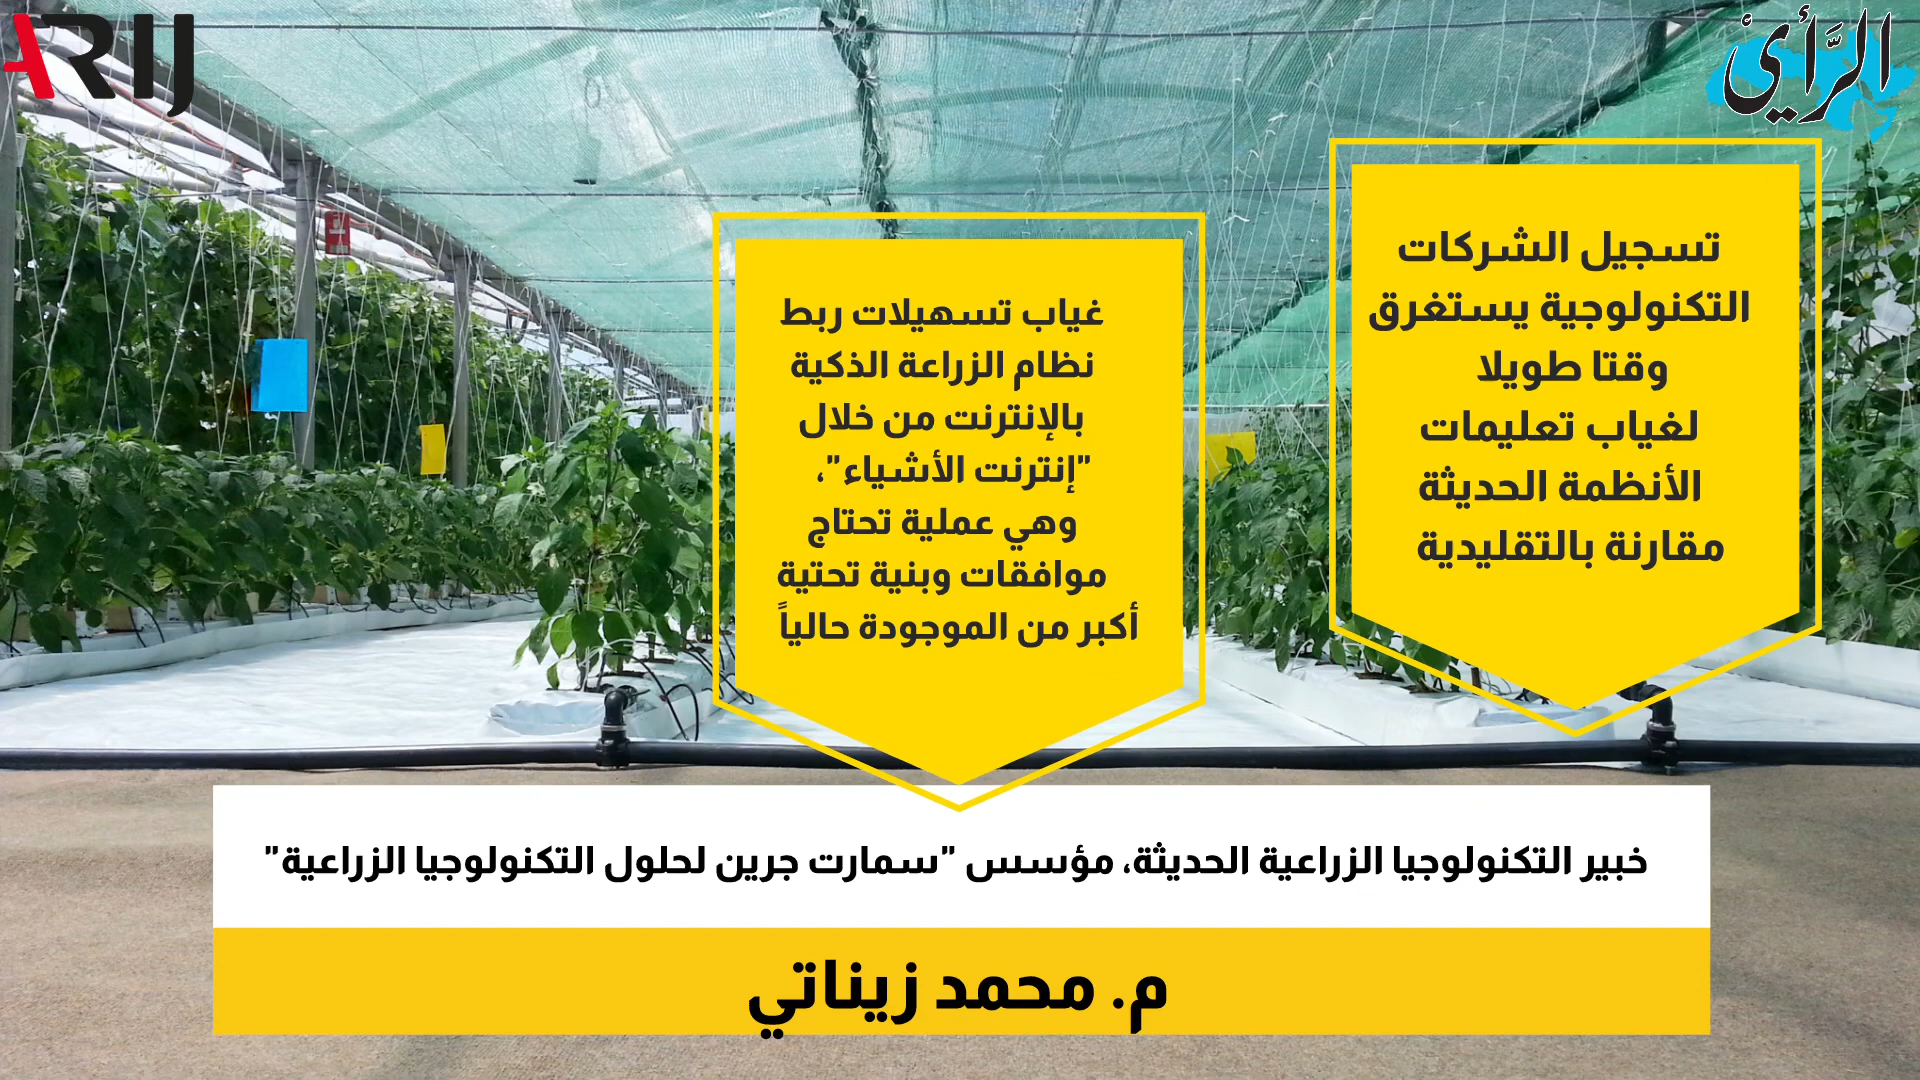 ARIJ
الرَّأيْ
تسجيل الشركات
التكنولوجية يستغرق
وقتا طويلا
لغياب تعليمات
الأنظمة الحديثة
مقارنة بالتقليدية
غياب تسهيلات ربط
نظام الزراعة الذكية
بالإنترنت من خلال
"إنترنت الأشياء"،
وهي عملية تحتاج
موافقات وبنية تحتية
أكبر من الموجودة حالياً
خبير التكنولوجيا الزراعية الحديثة، مؤسس "سمارت جرين لحلول التكنولوجيا الزراعية"
م. محمد زيناتي